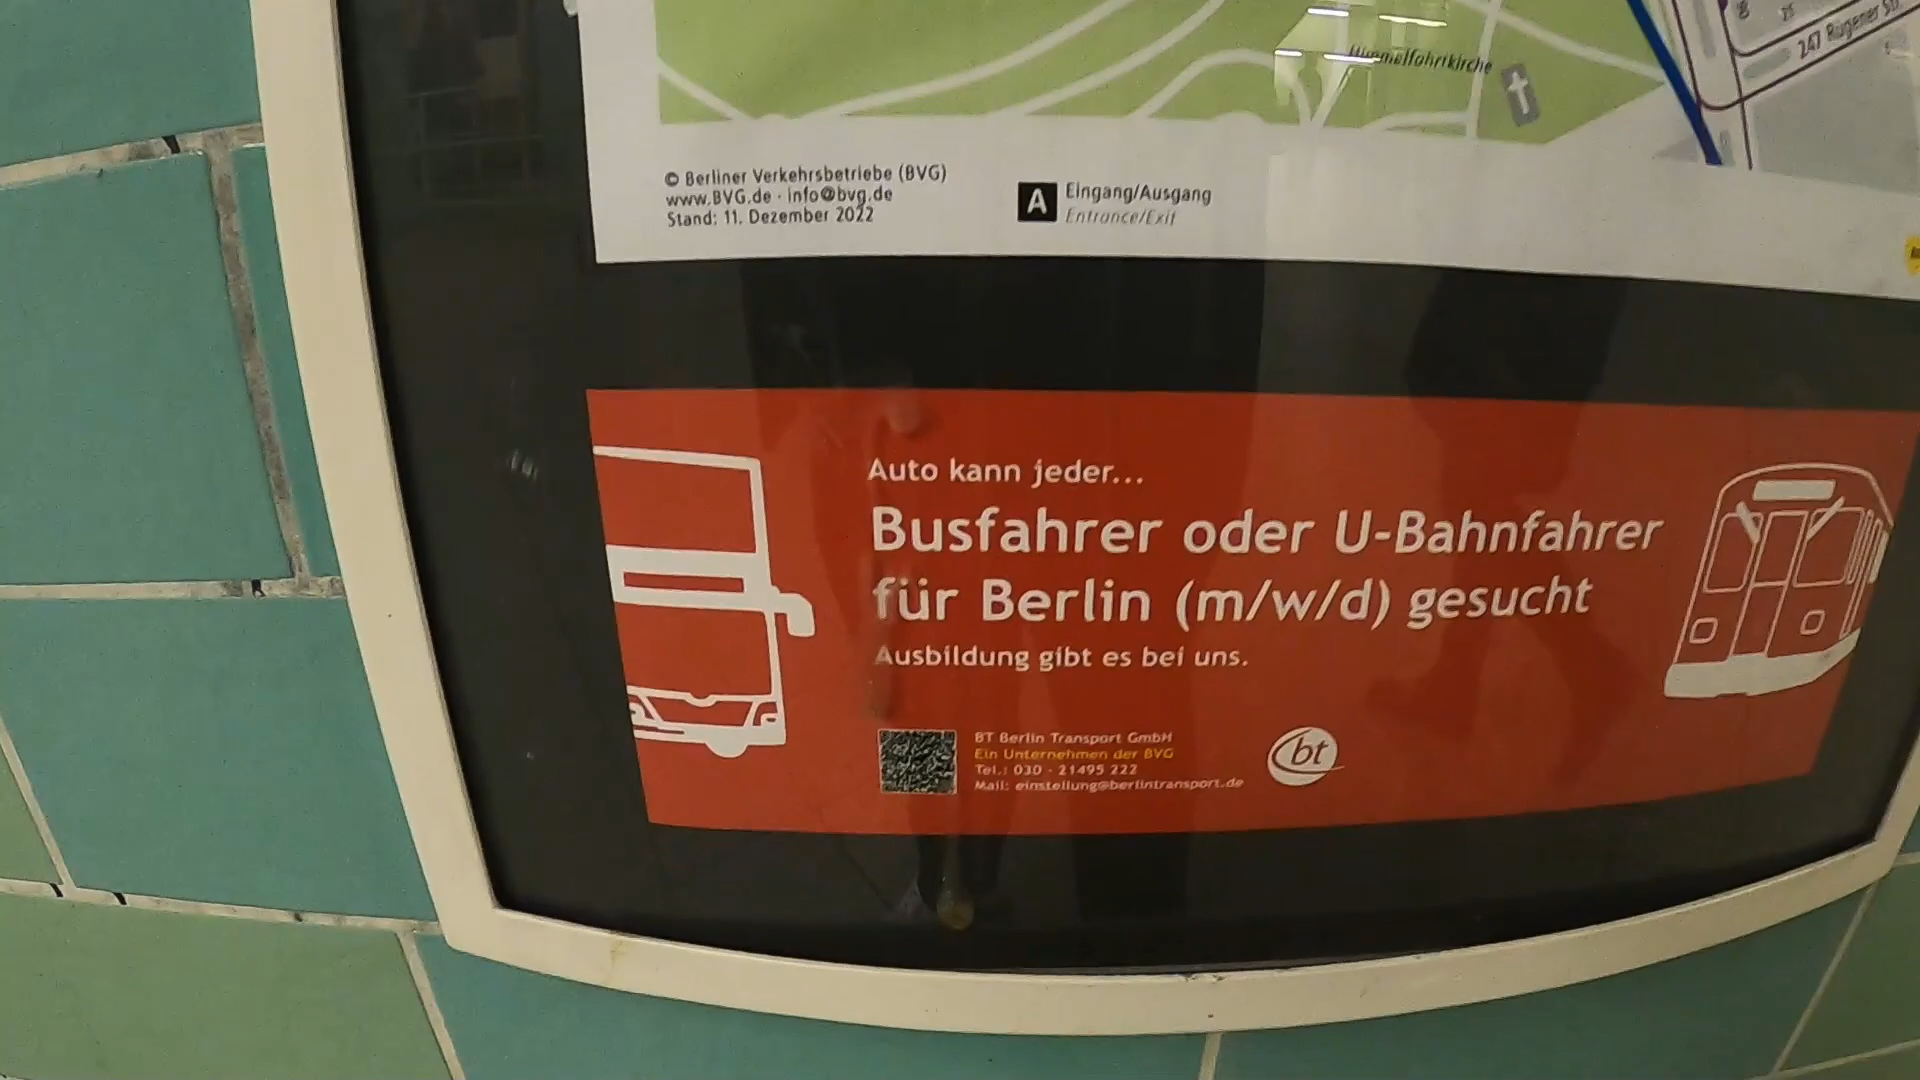 Himmelfahrtkirche
247 Rügener St
© Berliner Verkehrsbetriebe (BVG)
www.BVG.de · info@bvg.de
Stand: 11. Dezember 2022
A Eingang/Ausgang
Entrance/Exit
Auto kann jeder...
Busfahrer oder U-Bahnfahrer
für Berlin (m/w/d) gesucht
Ausbildung gibt es bei uns.
BT Berlin Transport GmbH
Ein Unternehmen der BVG
Tel.: 030 - 21495 222
Mail: einstellung@berlintransport.de
bt